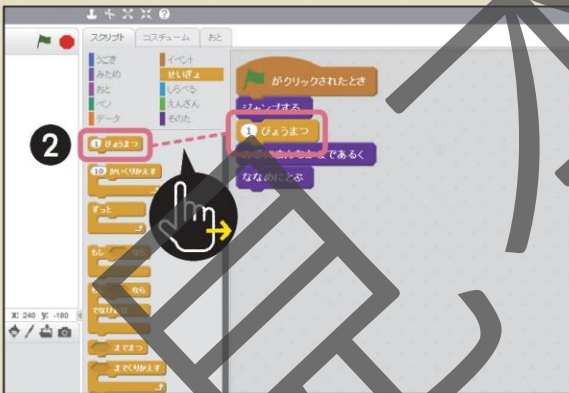 スクリプト コスチューム おと
うごき イベント
みため せいぎょ
おと しらべる
ペン えんざん
データ そのた
がクリックされたとき
ジャンプする
1 びょうまつ
まであるく
ななめにとぶ
2
1 びょうまつ
10 かいくりかえす
ずっと
もし なら
なら
でなければ
までまつ
までくりかえす
X: 240 y: -180